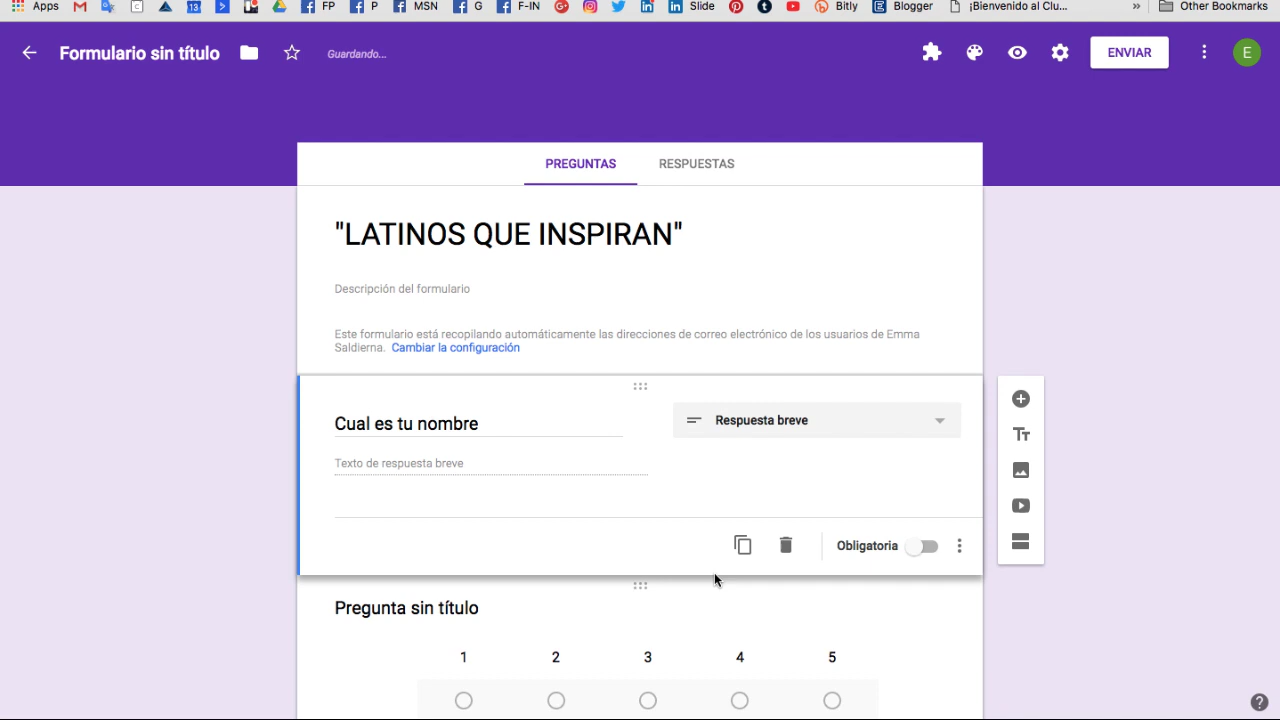 Apps 13 FP P MSN G F-IN Slide Bitly Blogger ¡Bienvenido al Clu... » Other Bookmarks
Formulario sin título Guardando... ENVIAR E
PREGUNTAS RESPUESTAS
"LATINOS QUE INSPIRAN"
Descripción del formulario
Este formulario está recopilando automáticamente las direcciones de correo electrónico de los usuarios de Emma
Saldierna. Cambiar la configuración
Cual es tu nombre Respuesta breve
Texto de respuesta breve
Obligatoria
Pregunta sin título
1 2 3 4 5